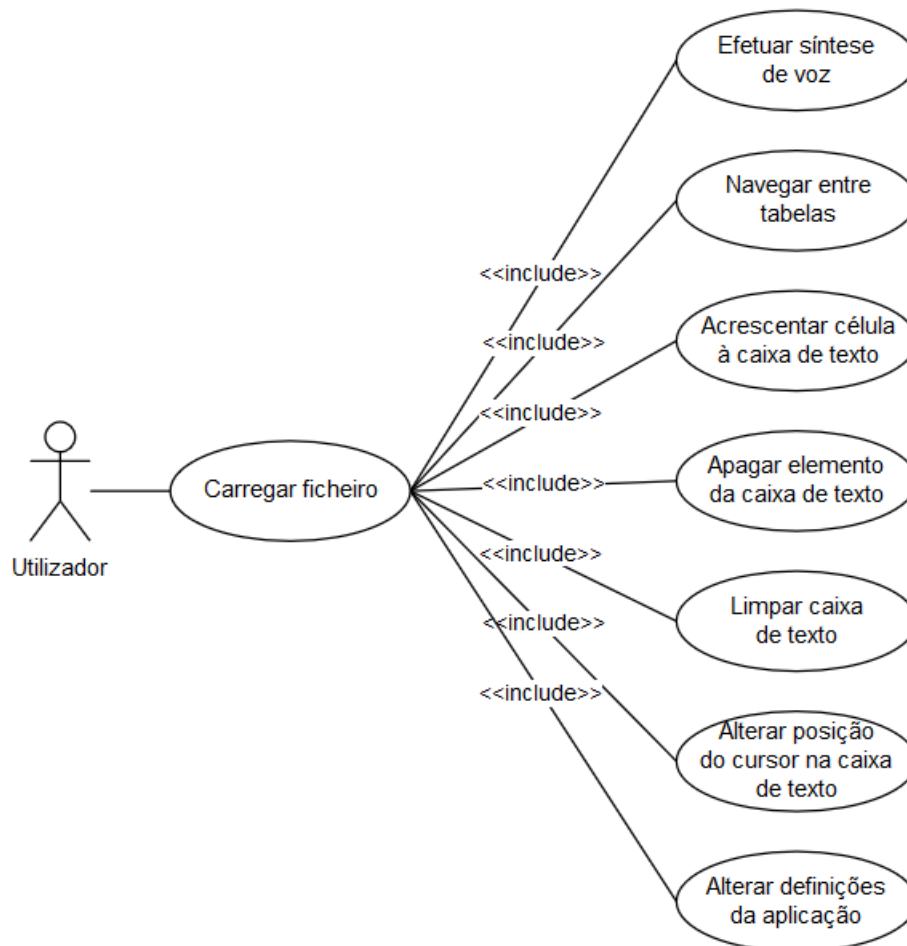 Efetuar síntese
de voz
Navegar entre
tabelas
<<include>>
<<include>>
Acrescentar célula
à caixa de texto
<<include>>
Carregar ficheiro
<<include>>
Apagar elemento
da caixa de texto
Utilizador
<<include>>
Limpar caixa
de texto
<<include>>
<<include>>
Alterar posição
do cursor na caixa
de texto
Alterar definições
da aplicação